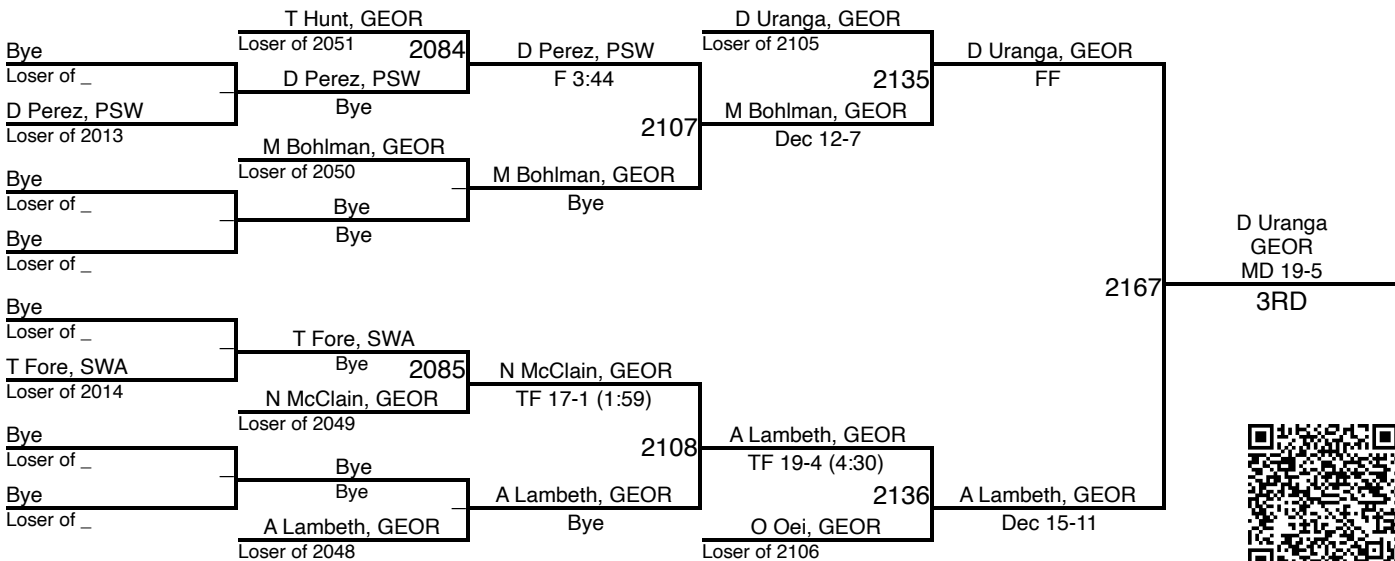 T Hunt, GEOR
Loser of 2051
2084
Bye
Loser of _
_
D Perez, PSW
Bye
D Perez, PSW
Loser of 2013
D Perez, PSW
F 3:44
D Uranga, GEOR
Loser of 2105
2135
D Uranga, GEOR
FF
2107
M Bohlman, GEOR
Dec 12-7
M Bohlman, GEOR
Loser of 2050
_
M Bohlman, GEOR
Bye
Bye
Loser of _
_
Bye
Bye
Bye
Loser of _
2167
D Uranga
GEOR
MD 19-5
3RD
Bye
Loser of _
_
T Fore, SWA
Bye
2085
T Fore, SWA
Loser of 2014
N McClain, GEOR
Loser of 2049
N McClain, GEOR
TF 17-1 (1:59)
2108
A Lambeth, GEOR
TF 19-4 (4:30)
Bye
Loser of _
_
Bye
Bye
_
Bye
Loser of _
A Lambeth, GEOR
Loser of 2048
A Lambeth, GEOR
Bye
2136
A Lambeth, GEOR
Dec 15-11
O Oei, GEOR
Loser of 2106